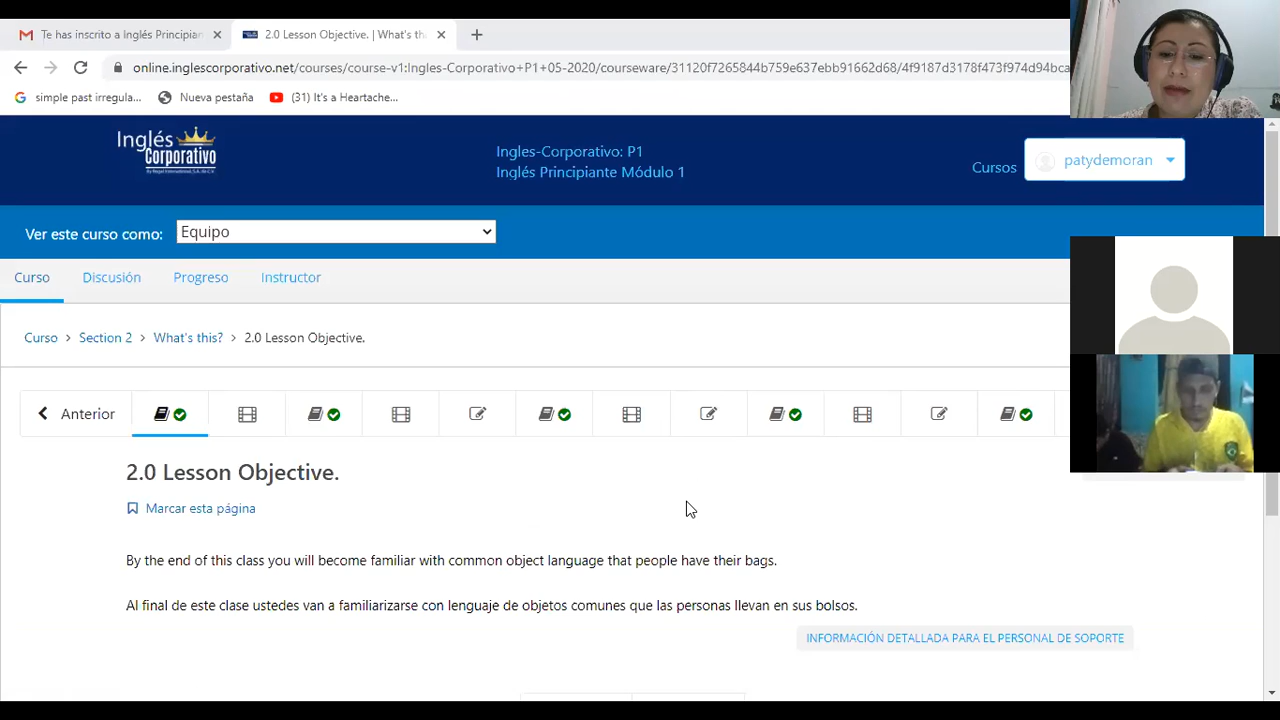 Te has inscrito a Inglés Principian
2.0 Lesson Objective. | What's th
online.inglescorporativo.net/courses/course-v1:Ingles-Corporativo+P1+05-2020/courseware/31120f7265844b759e637ebb91662d68/4f9187d3178f473f974d94bca
simple past irregula...
Nueva pestaña
(31) It's a Heartache...
Inglés
Corporativo
Ingles-Corporativo: P1
Inglés Principiante Módulo 1
Cursos
patydemoran
Ver este curso como:
Equipo
Curso
Discusión
Progreso
Instructor
Curso > Section 2 > What's this? > 2.0 Lesson Objective.
Anterior
2.0 Lesson Objective.
Marcar esta página
By the end of this class you will become familiar with common object language that people have their bags.
Al final de este clase ustedes van a familiarizarse con lenguaje de objetos comunes que las personas llevan en sus bolsos.
INFORMACIÓN DETALLADA PARA EL PERSONAL DE SOPORTE